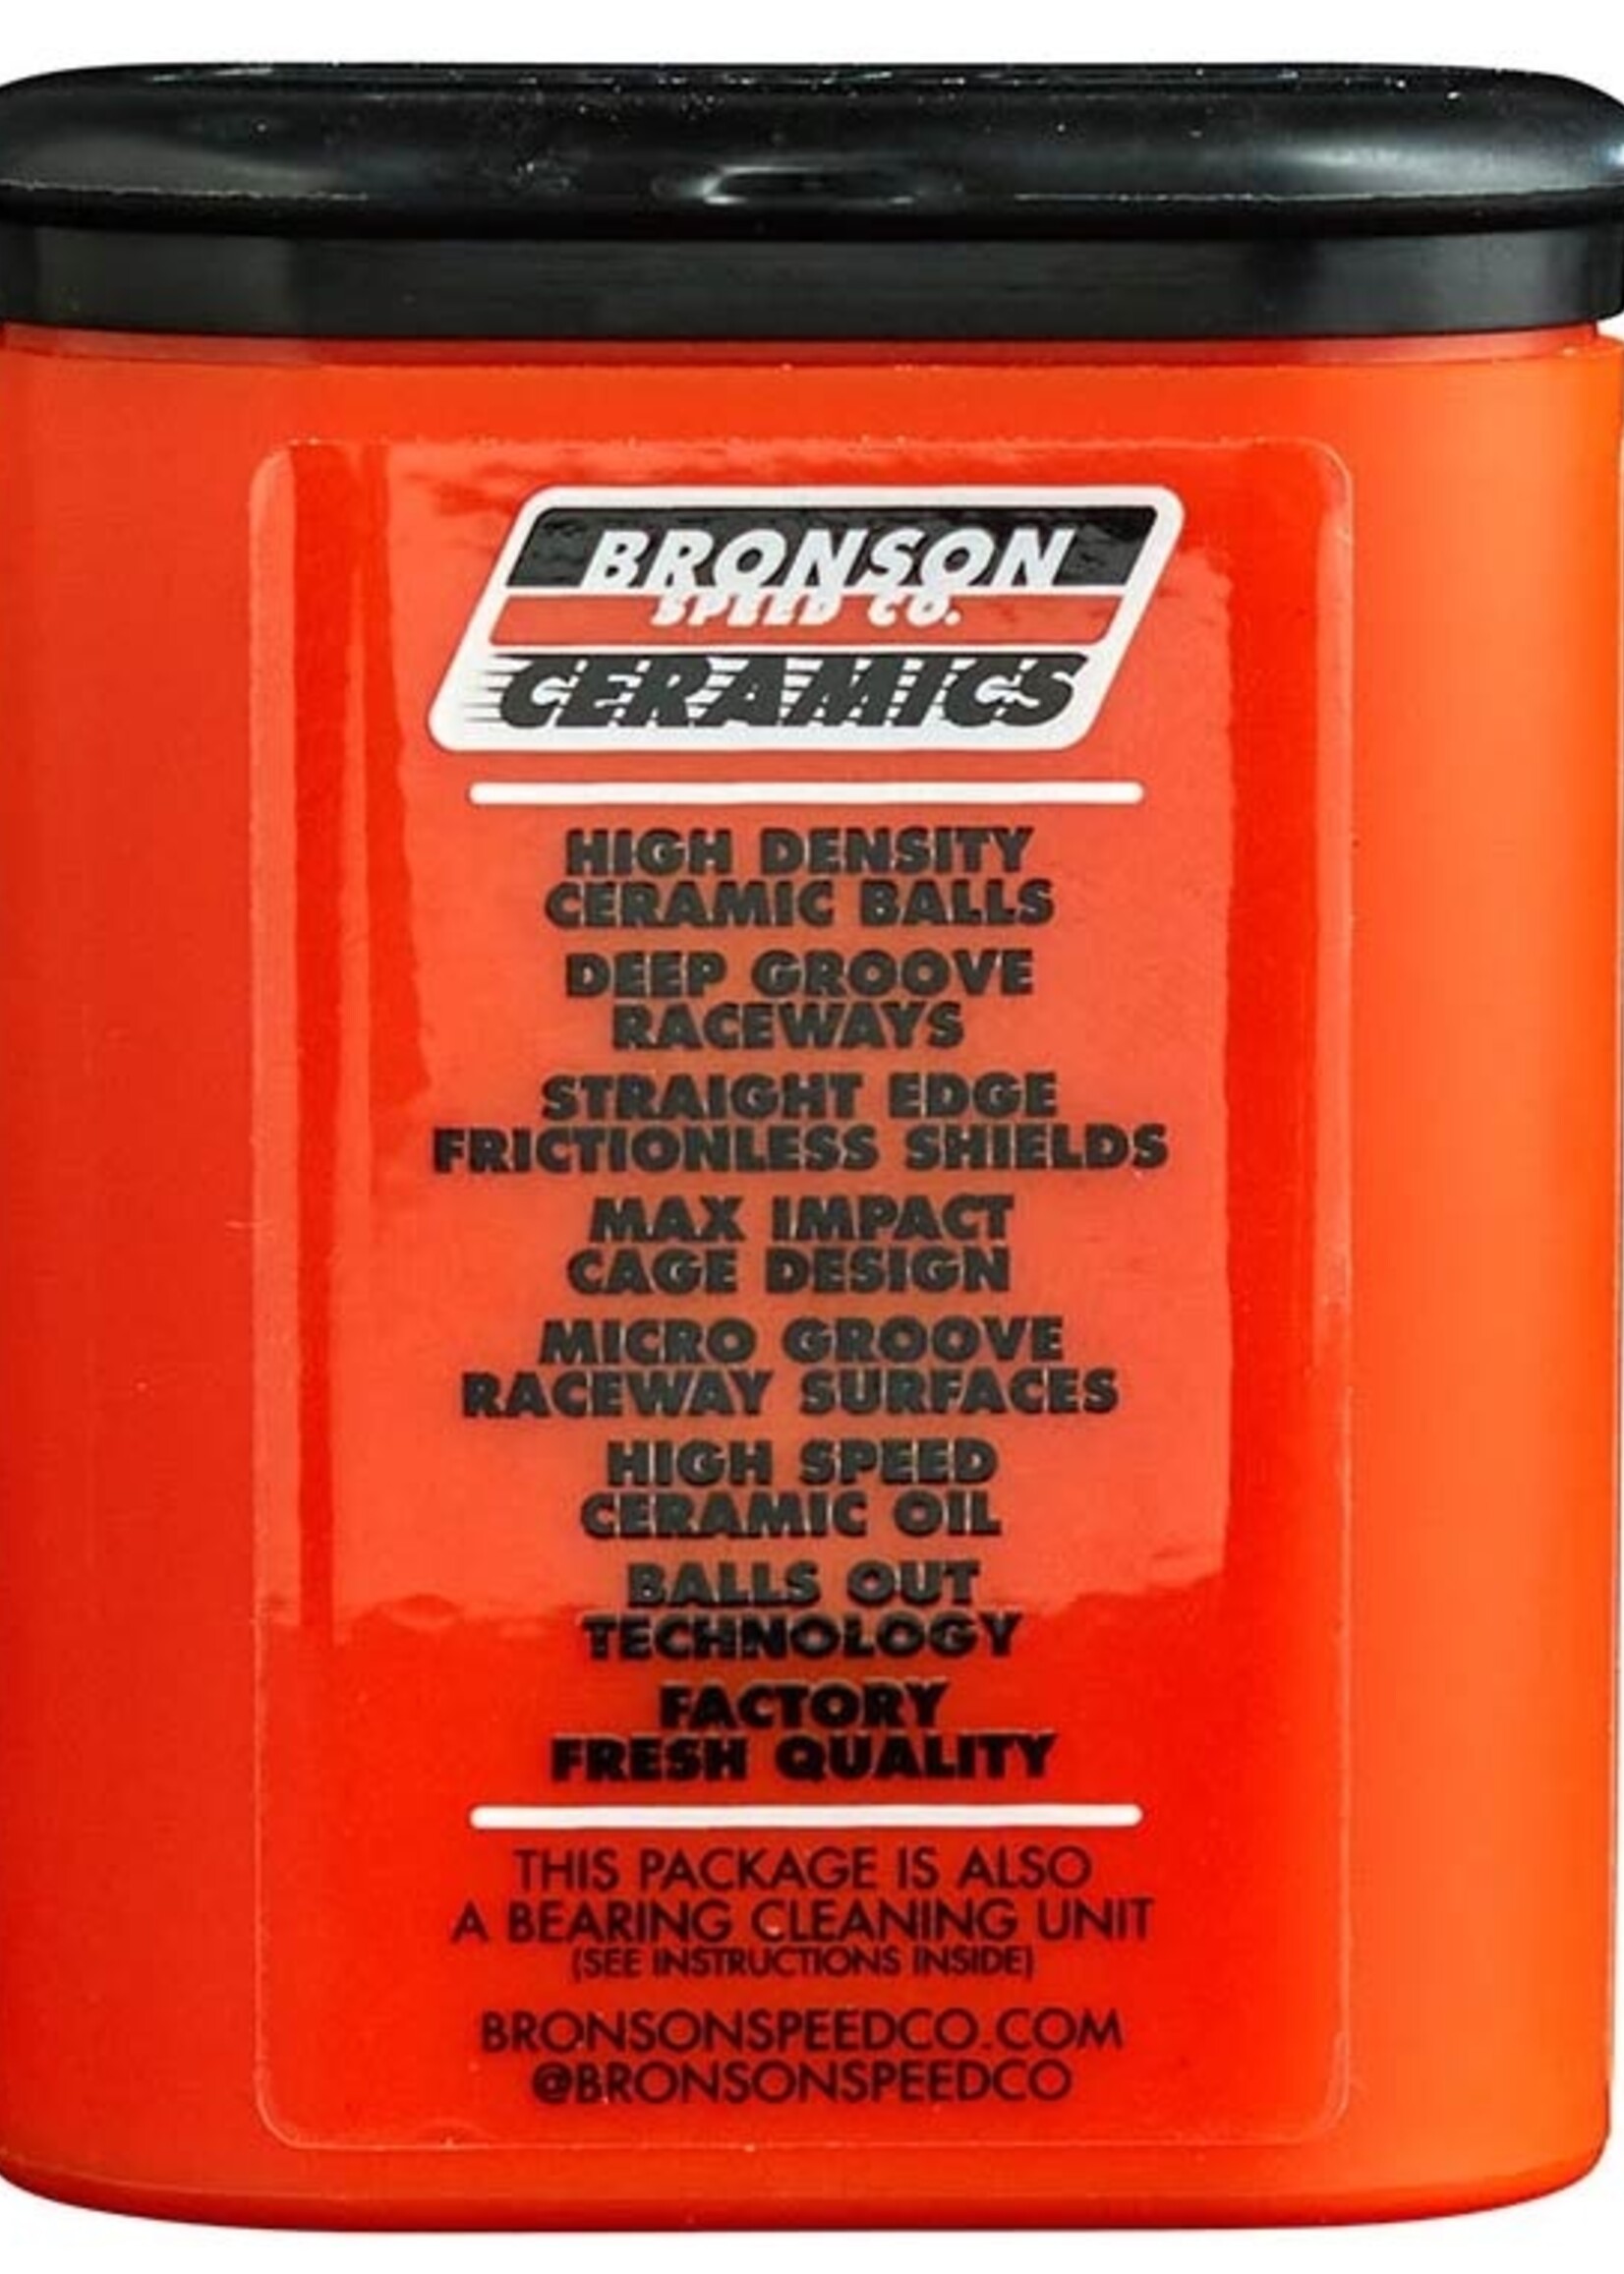 BRONSON
SPEED CO.
CERAMICS
HIGH DENSITY
CERAMIC BALLS
DEEP GROOVE
RACEWAYS
STRAIGHT EDGE
FRICTIONLESS SHIELDS
MAX IMPACT
CAGE DESIGN
MICRO GROOVE
RACEWAY SURFACES
HIGH SPEED
CERAMIC OIL
BALLS OUT
TECHNOLOGY
FACTORY
FRESH QUALITY
THIS PACKAGE IS ALSO
A BEARING CLEANING UNIT
(SEE INSTRUCTIONS INSIDE)
BRONSONSPEEDCO.COM
@BRONSONSPEEDCO